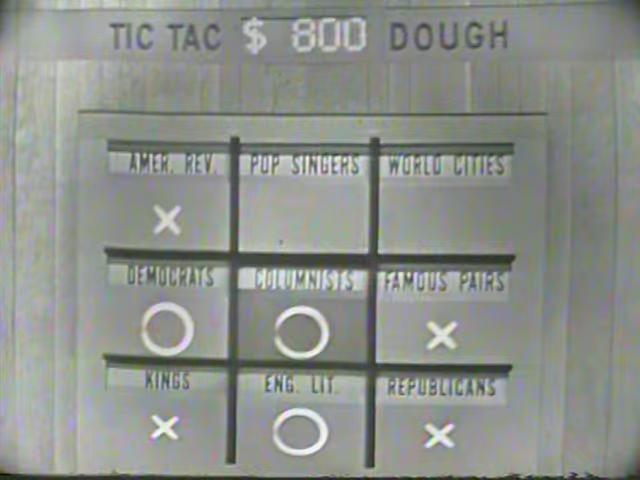 TIC TAC $ 800 DOUGH
AMER. REV. POP SINGERS WORLD CITIES
X
DEMOCRATS COLUMNISTS FAMOUS PAIRS
O O X
KINGS ENG. LIT. REPUBLICANS
X O X